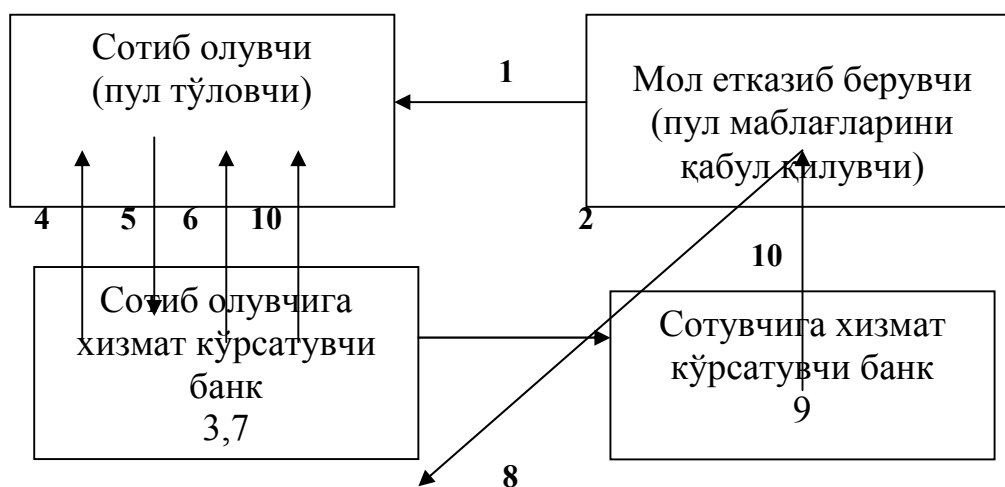 Сотиб олувчи
(пул тўловчи)
1
Мол етказиб берувчи
(пул маблағларини
қабул қилувчи)
4
5
6
10
2
10
Сотиб олувчига
хизмат кўрсатувчи
банк
3,7
Сотувчига хизмат
кўрсатувчи банк
9
8